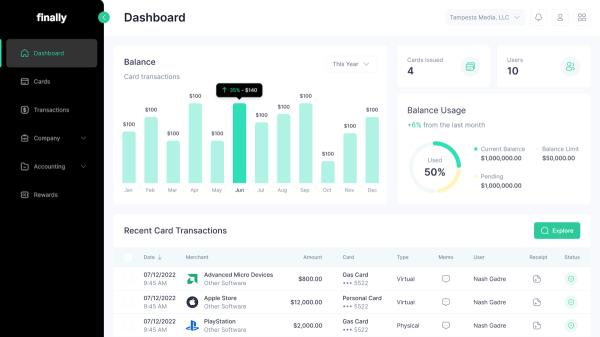 finally
Dashboard
Cards
Transactions
Company
Accounting
Rewards
Dashboard
Tampesta Media, LLC
Balance
Card transactions
This Year
↑ 35% - $140
$100 $100 $100 $100 $100 $100 $100 $100 $100 $100 $100
Jan Feb Mar Apr May Jun Jul Aug Sep Oct Nov Dec
Cards issued
4
Users
10
Balance Usage
+6% from the last month
Used
50%
Current Balance
$1,000,000.00
Balance Limit
$50,000.00
Pending
$1,000,000.00
Recent Card Transactions
Explore
Date ↓ Merchant Amount Card Type Memo User Receipt Status
07/12/2022 Advanced Micro Devices $800.00 Gas Card Virtual Nash Gadre
9:45 AM Other Software ••• 5522
07/12/2022 Apple Store $12,000.00 Personal Card Virtual Nash Gadre
9:45 AM Other Software ••• 5522
07/12/2022 PlayStation $2,000.00 Gas Card Physical Nash Gadre
9:45 AM Other Software ••• 5522